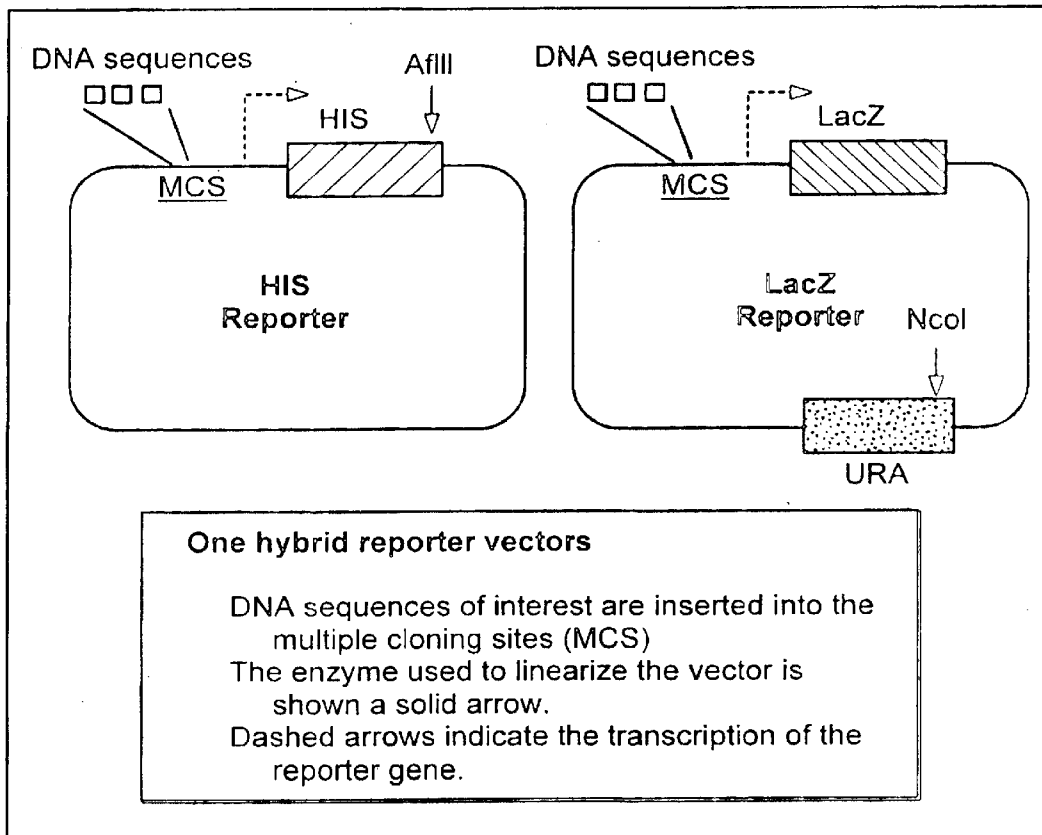 DNA sequences
AflII
HIS
MCS
HIS
Reporter
DNA sequences
LacZ
MCS
LacZ
Reporter
NcoI
URA
One hybrid reporter vectors
DNA sequences of interest are inserted into the
multiple cloning sites (MCS)
The enzyme used to linearize the vector is
shown a solid arrow.
Dashed arrows indicate the transcription of the
reporter gene.